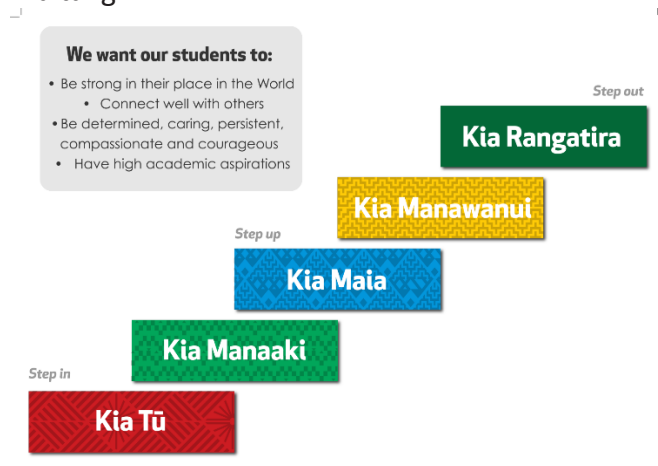 We want our students to:
• Be strong in their place in the World
• Connect well with others
• Be determined, caring, persistent,
compassionate and courageous
• Have high academic aspirations
Step out
Kia Rangatira
Kia Manawanui
Step up
Kia Maia
Kia Manaaki
Step in
Kia Tū